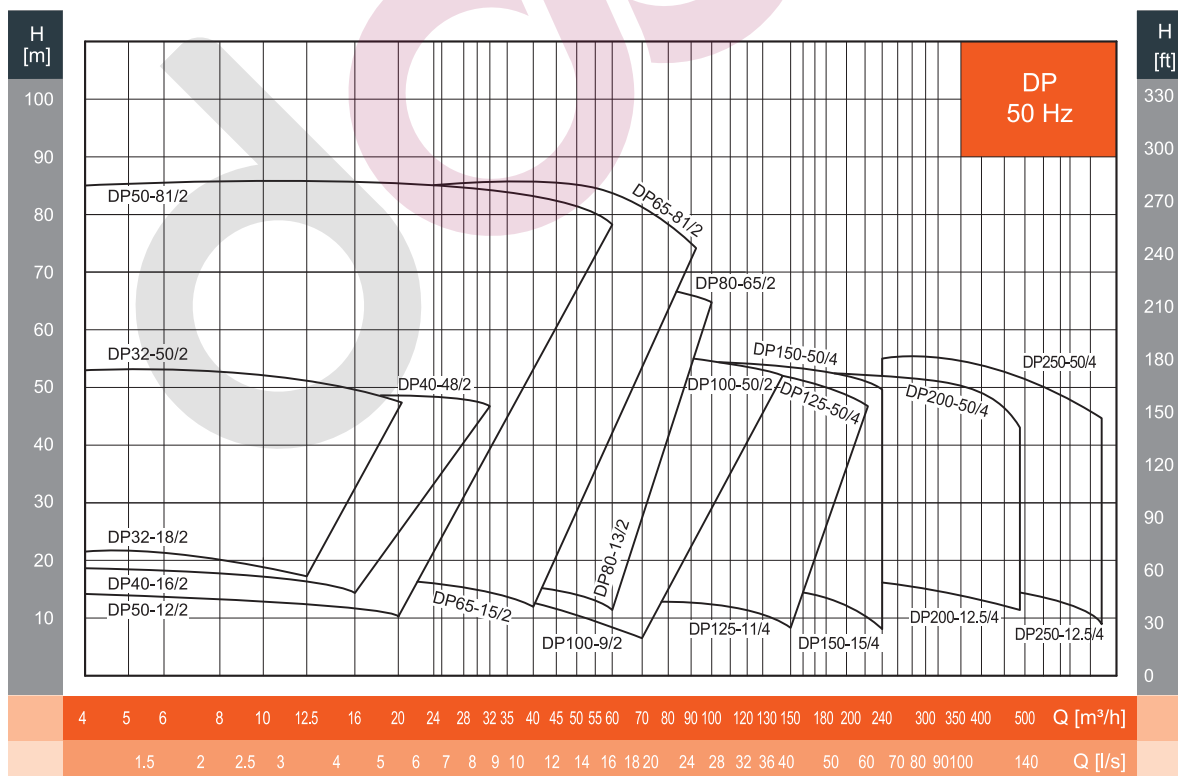 H
[m]
H
[ft]
DP
50 Hz
100
90
80
70
60
50
40
30
20
10
330
300
270
240
210
180
150
120
90
60
30
0
DP50-81/2
DP65-81/2
DP80-65/2
DP32-50/2
DP40-48/2
DP150-50/4
DP250-50/4
DP100-50/2
DP125-50/4
DP200-50/4
DP32-18/2
DP40-16/2
DP50-12/2
DP65-15/2
DP80-13/2
DP100-9/2
DP125-11/4
DP150-15/4
DP200-12.5/4
DP250-12.5/4
4 5 6 8 10 12.5 16 20 24 28 32 35 40 45 50 55 60 70 80 90 100 120 130 150 180 200 240 300 350 400 500 Q [m³/h]
1.5 2 2.5 3 4 5 6 7 8 9 10 12 14 16 18 20 24 28 32 36 40 50 60 70 80 90 100 140 Q [l/s]